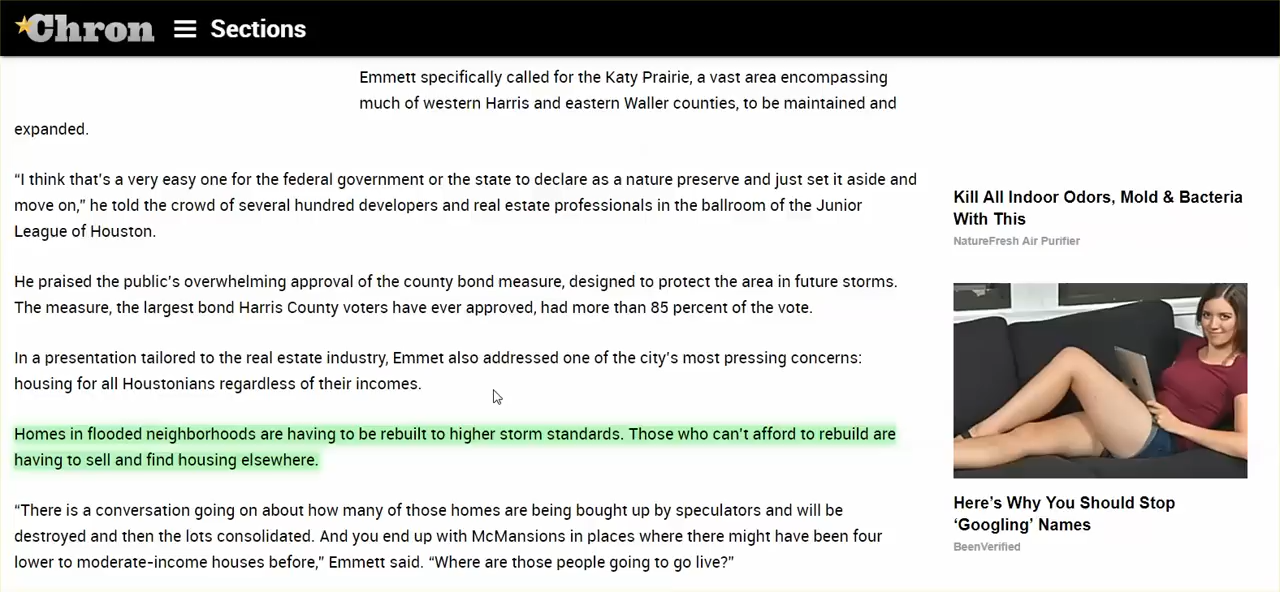 Chron Sections
Emmett specifically called for the Katy Prairie, a vast area encompassing
much of western Harris and eastern Waller counties, to be maintained and
expanded.
“I think that’s a very easy one for the federal government or the state to declare as a nature preserve and just set it aside and
move on,” he told the crowd of several hundred developers and real estate professionals in the ballroom of the Junior
League of Houston.
He praised the public’s overwhelming approval of the county bond measure, designed to protect the area in future storms.
The measure, the largest bond Harris County voters have ever approved, had more than 85 percent of the vote.
In a presentation tailored to the real estate industry, Emmet also addressed one of the city’s most pressing concerns:
housing for all Houstonians regardless of their incomes.
Homes in flooded neighborhoods are having to be rebuilt to higher storm standards. Those who can’t afford to rebuild are
having to sell and find housing elsewhere.
“There is a conversation going on about how many of those homes are being bought up by speculators and will be
destroyed and then the lots consolidated. And you end up with McMansions in places where there might have been four
lower to moderate-income houses before,” Emmett said. “Where are those people going to go live?”
Kill All Indoor Odors, Mold & Bacteria
With This
NatureFresh Air Purifier
Here’s Why You Should Stop
‘Googling’ Names
BeenVerified